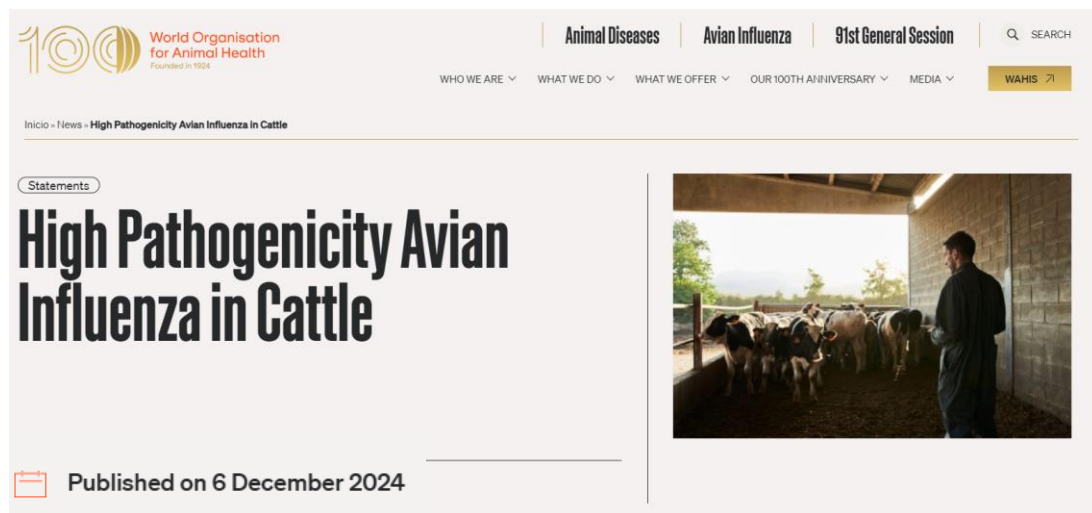 100
World Organisation
for Animal Health
Founded in 1924
Animal Diseases
Avian Influenza
91st General Session
SEARCH
WHO WE ARE
WHAT WE DO
WHAT WE OFFER
OUR 100TH ANNIVERSARY
MEDIA
WAHIS
Inicio » News » High Pathogenicity Avian Influenza in Cattle
Statements
High Pathogenicity Avian
Influenza in Cattle
Published on 6 December 2024